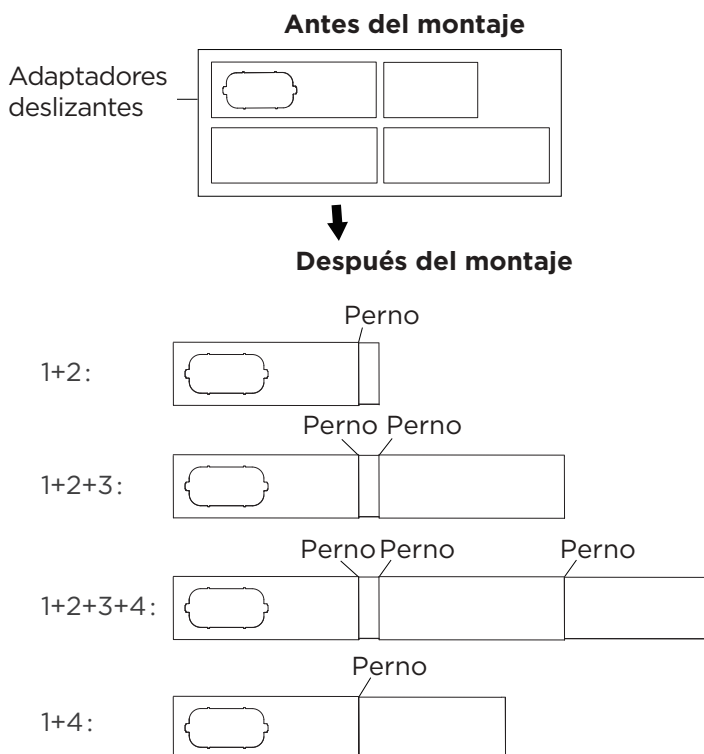 Antes del montaje
Adaptadores
deslizantes
Después del montaje
Perno
1+2:
Perno Perno
1+2+3:
Perno Perno Perno
1+2+3+4:
Perno
1+4: